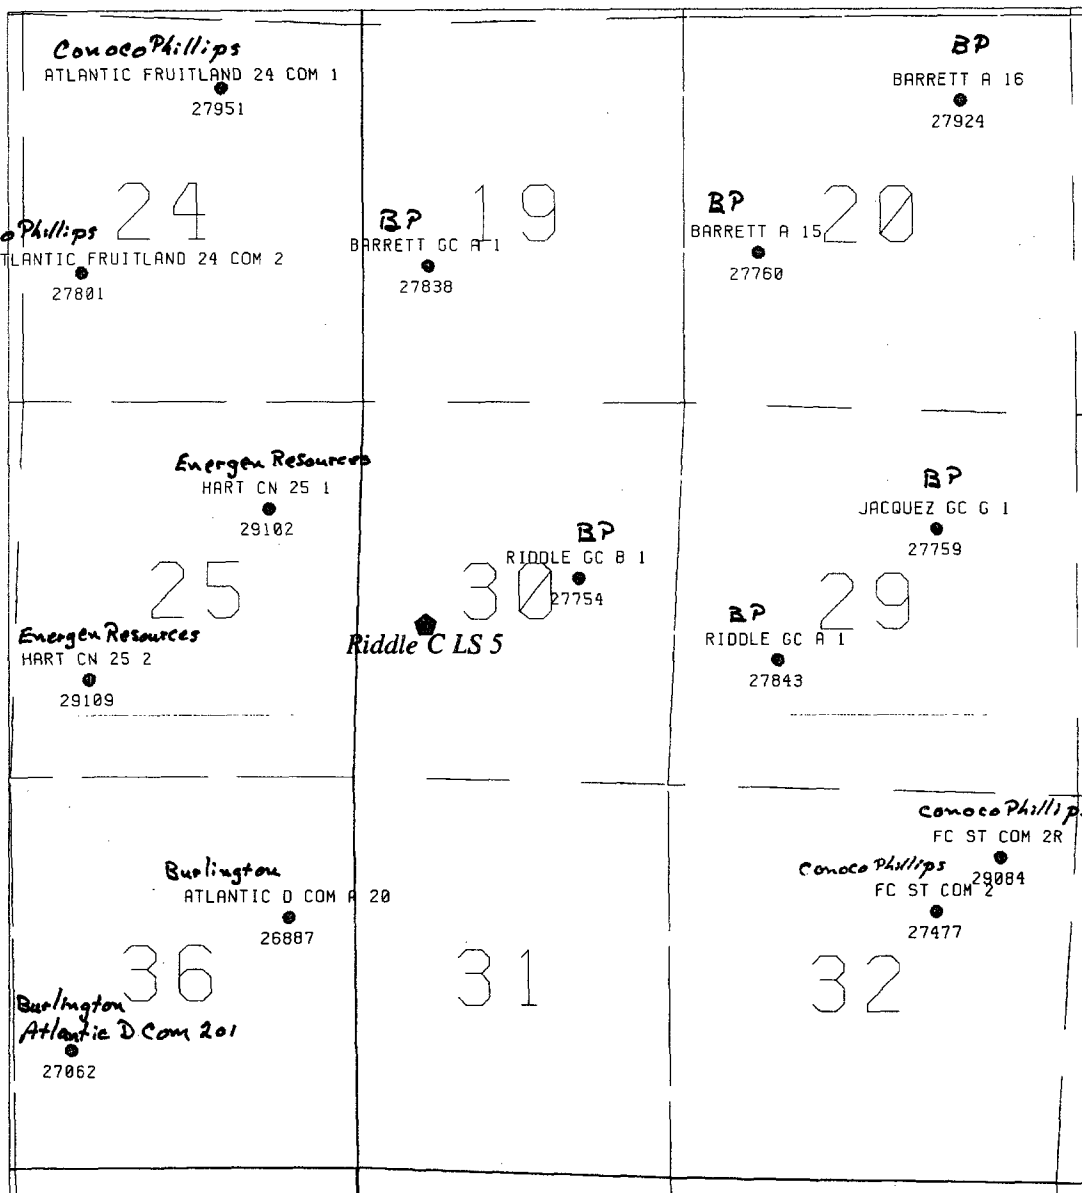 ConocoPhillips
ATLANTIC FRUITLAND 24 COM 1
27951
BP
BARRETT A 16
27924
24
19
20
oPhillips
TLANTIC FRUITLAND 24 COM 2
27801
BP
BARRETT GC A 1
27838
BP
BARRETT A 15
27760
Energen Resources
HART CN 25 1
29102
BP
RIDDLE GC B 1
27754
BP
JACQUEZ GC G 1
27759
25
30
29
Energen Resources
HART CN 25 2
29109
Riddle C LS 5
BP
RIDDLE GC A 1
27843
Burlington
ATLANTIC D COM A 20
26887
ConocoPhillip
FC ST COM 2R
29084
ConocoPhillips
FC ST COM 2
27477
36
31
32
Burlington
Atlantic D Com 201
27062